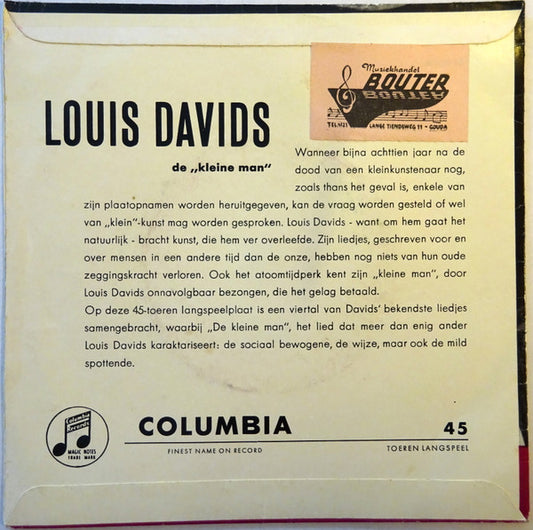 Muziekhandel
BOUTER
BOUTER
TEL. 4121 LANGE TIENDEWEG 11 - GOUDA
LOUIS DAVIDS
de „kleine man"
Wanneer bijna achttien jaar na de
dood van een kleinkunstenaar nog,
zoals thans het geval is, enkele van
zijn plaatopnamen worden heruitgegeven, kan de vraag worden gesteld of wel
van „klein"-kunst mag worden gesproken. Louis Davids - want om hem gaat het
natuurlijk - bracht kunst, die hem ver overleefde. Zijn liedjes, geschreven voor en
over mensen in een andere tijd dan de onze, hebben nog niets van hun oude
zeggingskracht verloren. Ook het atoomtijdperk kent zijn „kleine man", door
Louis Davids onnavolgbaar bezongen, die het gelag betaald.
Op deze 45-toeren langspeelplaat is een viertal van Davids' bekendste liedjes
samengebracht, waarbij „De kleine man", het lied dat meer dan enig ander
Louis Davids karaktariseert: de sociaal bewogene, de wijze, maar ook de mild
spottende.
Columbia
Records
MAGIC NOTES
TRADE MARK
COLUMBIA 45
FINEST NAME ON RECORD TOEREN LANGSPEEL